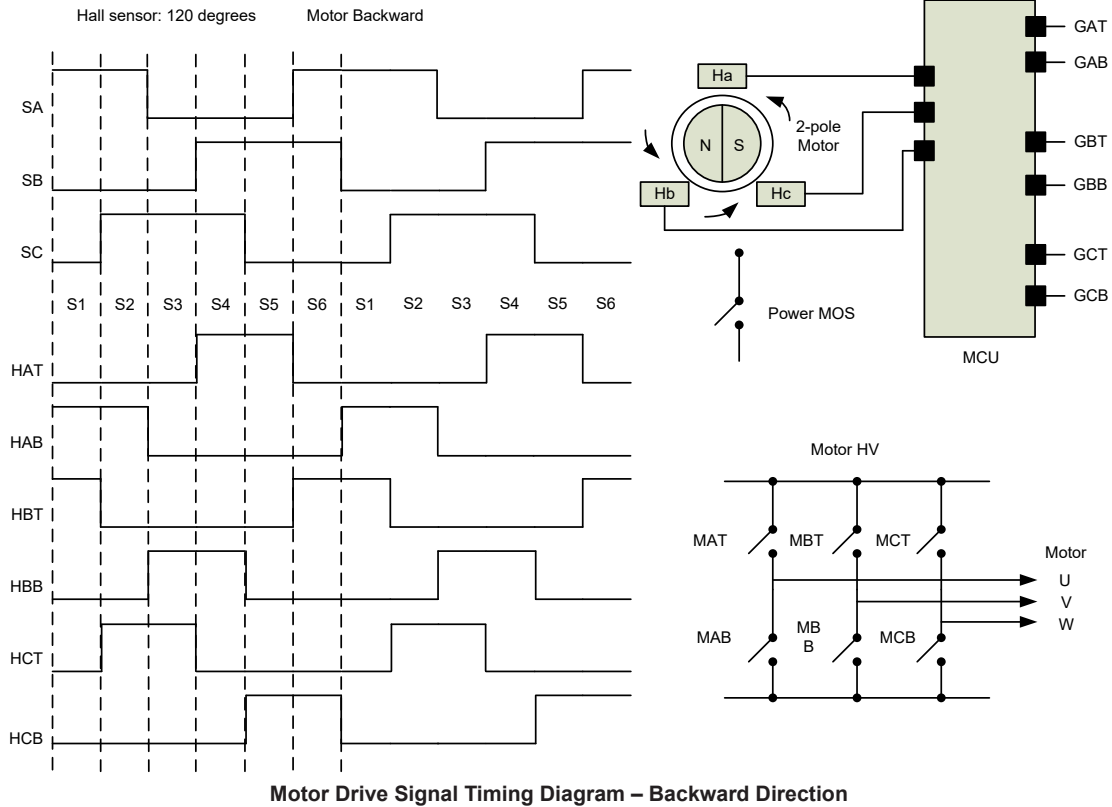 Hall sensor: 120 degrees
Motor Backward
SA
SB
SC
S1 S2 S3 S4 S5 S6 S1 S2 S3 S4 S5 S6
HAT
HAB
HBT
HBB
HCT
HCB
Ha
N S
2-pole
Motor
Hb
Hc
Power MOS
GAT
GAB
GBT
GBB
GCT
GCB
MCU
Motor HV
MAT
MBT
MCT
Motor
U
V
W
MAB
MB
B
MCB
Motor Drive Signal Timing Diagram – Backward Direction